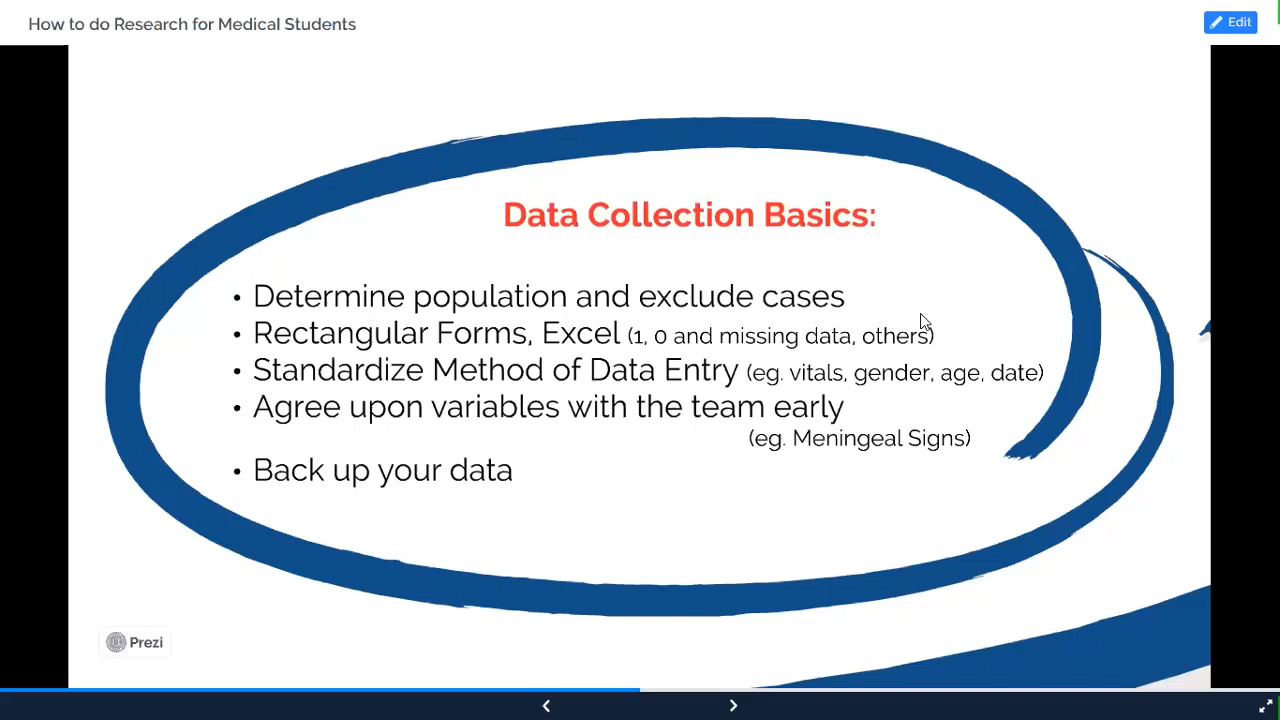 How to do Research for Medical Students
Edit
Data Collection Basics:
• Determine population and exclude cases
• Rectangular Forms, Excel (1, 0 and missing data, others)
• Standardize Method of Data Entry (eg. vitals, gender, age, date)
• Agree upon variables with the team early
(eg. Meningeal Signs)
• Back up your data
Prezi